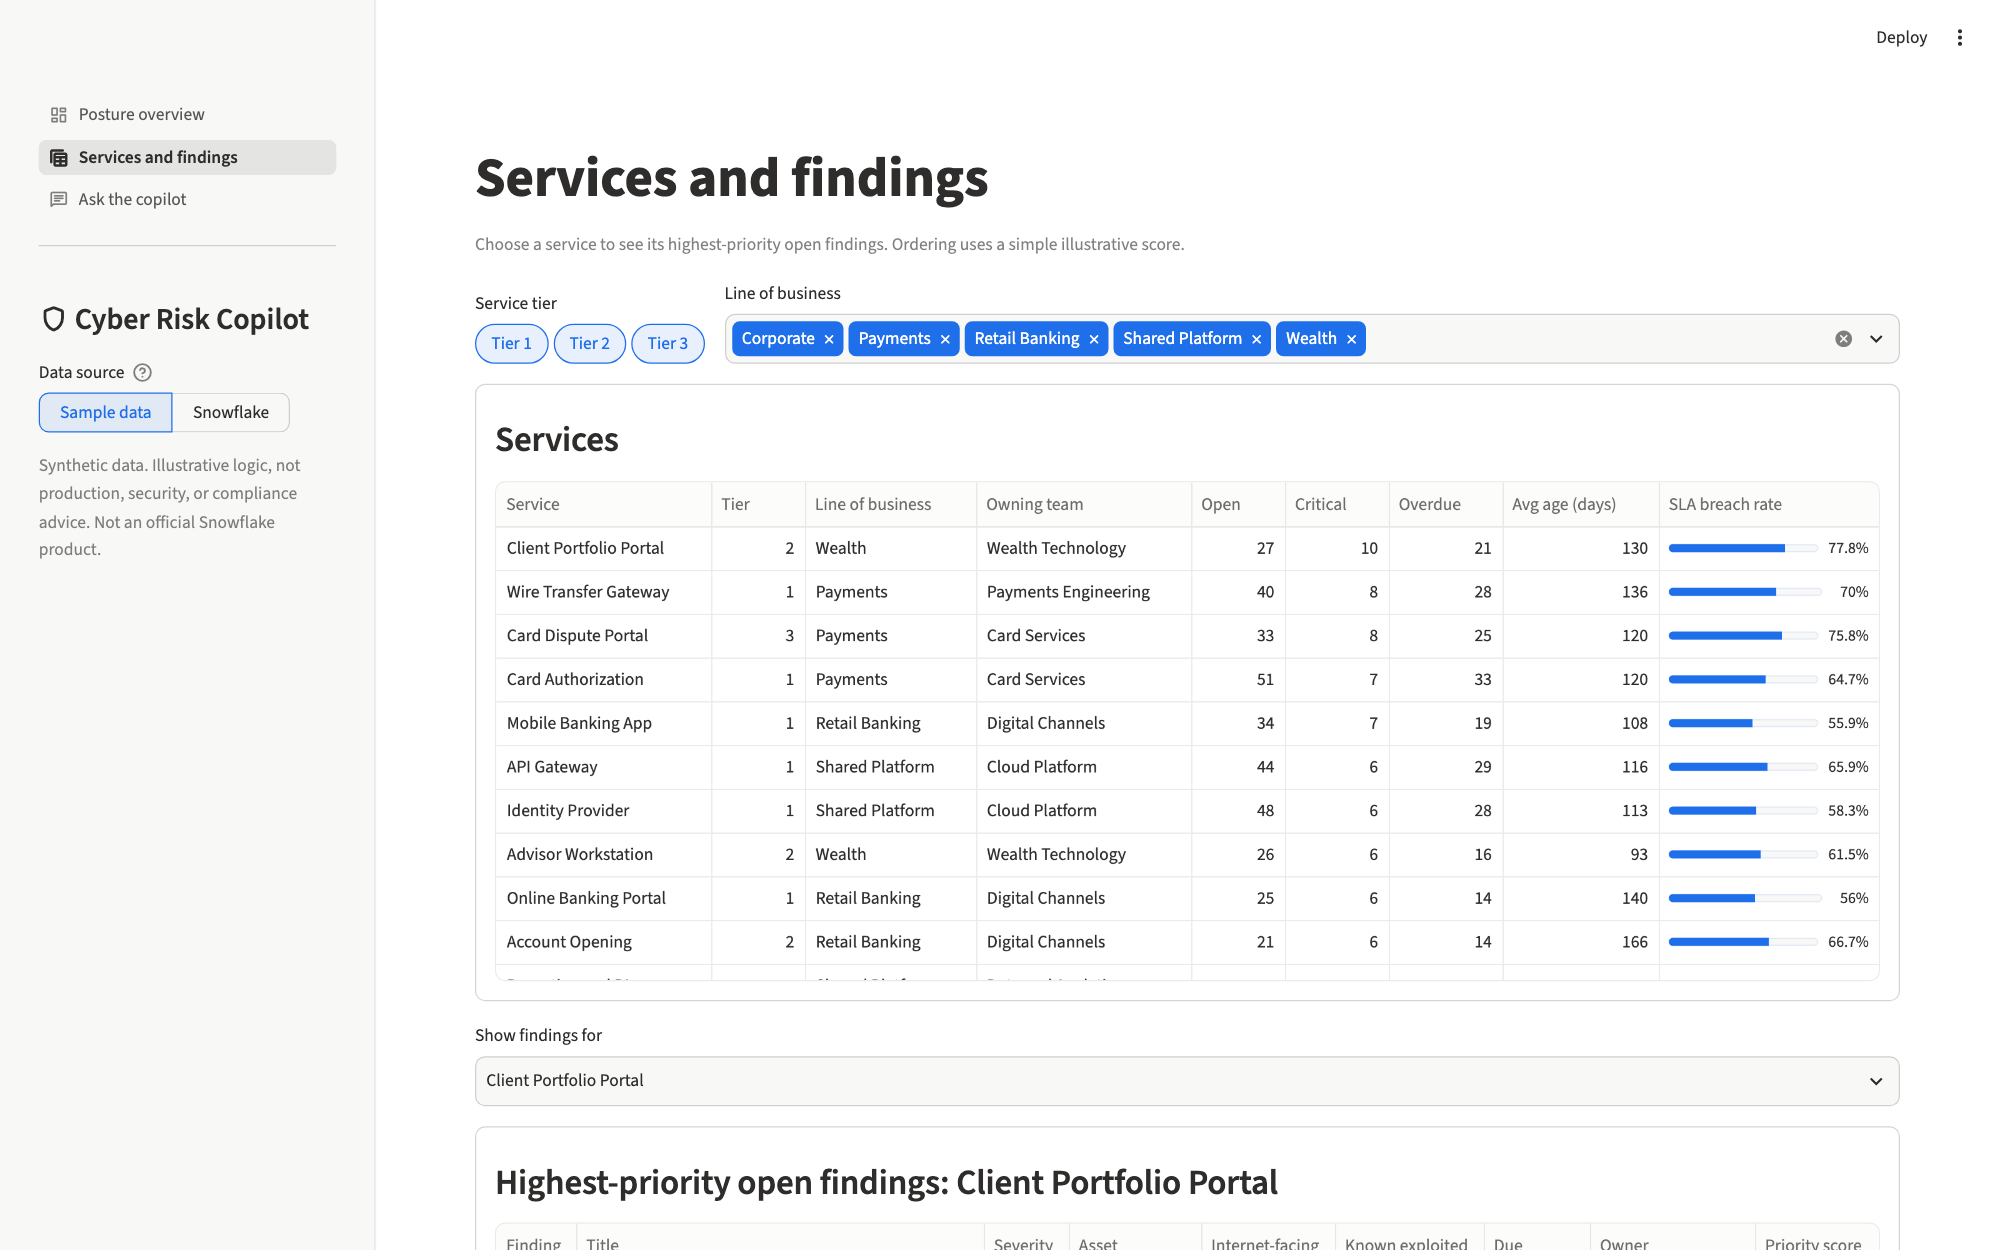 Deploy
Posture overview
Services and findings
Ask the copilot
Cyber Risk Copilot
Data source
Sample data Snowflake
Synthetic data. Illustrative logic, not
production, security, or compliance
advice. Not an official Snowflake
product.
Services and findings
Choose a service to see its highest-priority open findings. Ordering uses a simple illustrative score.
Service tier
Tier 1 Tier 2 Tier 3
Line of business
Corporate Payments Retail Banking Shared Platform Wealth
Services
Service Tier Line of business Owning team Open Critical Overdue Avg age (days) SLA breach rate
Client Portfolio Portal 2 Wealth Wealth Technology 27 10 21 130 77.8%
Wire Transfer Gateway 1 Payments Payments Engineering 40 8 28 136 70%
Card Dispute Portal 3 Payments Card Services 33 8 25 120 75.8%
Card Authorization 1 Payments Card Services 51 7 33 120 64.7%
Mobile Banking App 1 Retail Banking Digital Channels 34 7 19 108 55.9%
API Gateway 1 Shared Platform Cloud Platform 44 6 29 116 65.9%
Identity Provider 1 Shared Platform Cloud Platform 48 6 28 113 58.3%
Advisor Workstation 2 Wealth Wealth Technology 26 6 16 93 61.5%
Online Banking Portal 1 Retail Banking Digital Channels 25 6 14 140 56%
Account Opening 2 Retail Banking Digital Channels 21 6 14 166 66.7%
Show findings for
Client Portfolio Portal
Highest-priority open findings: Client Portfolio Portal
Finding Title Severity Asset Internet-facing Known exploited Due Owner Priority score